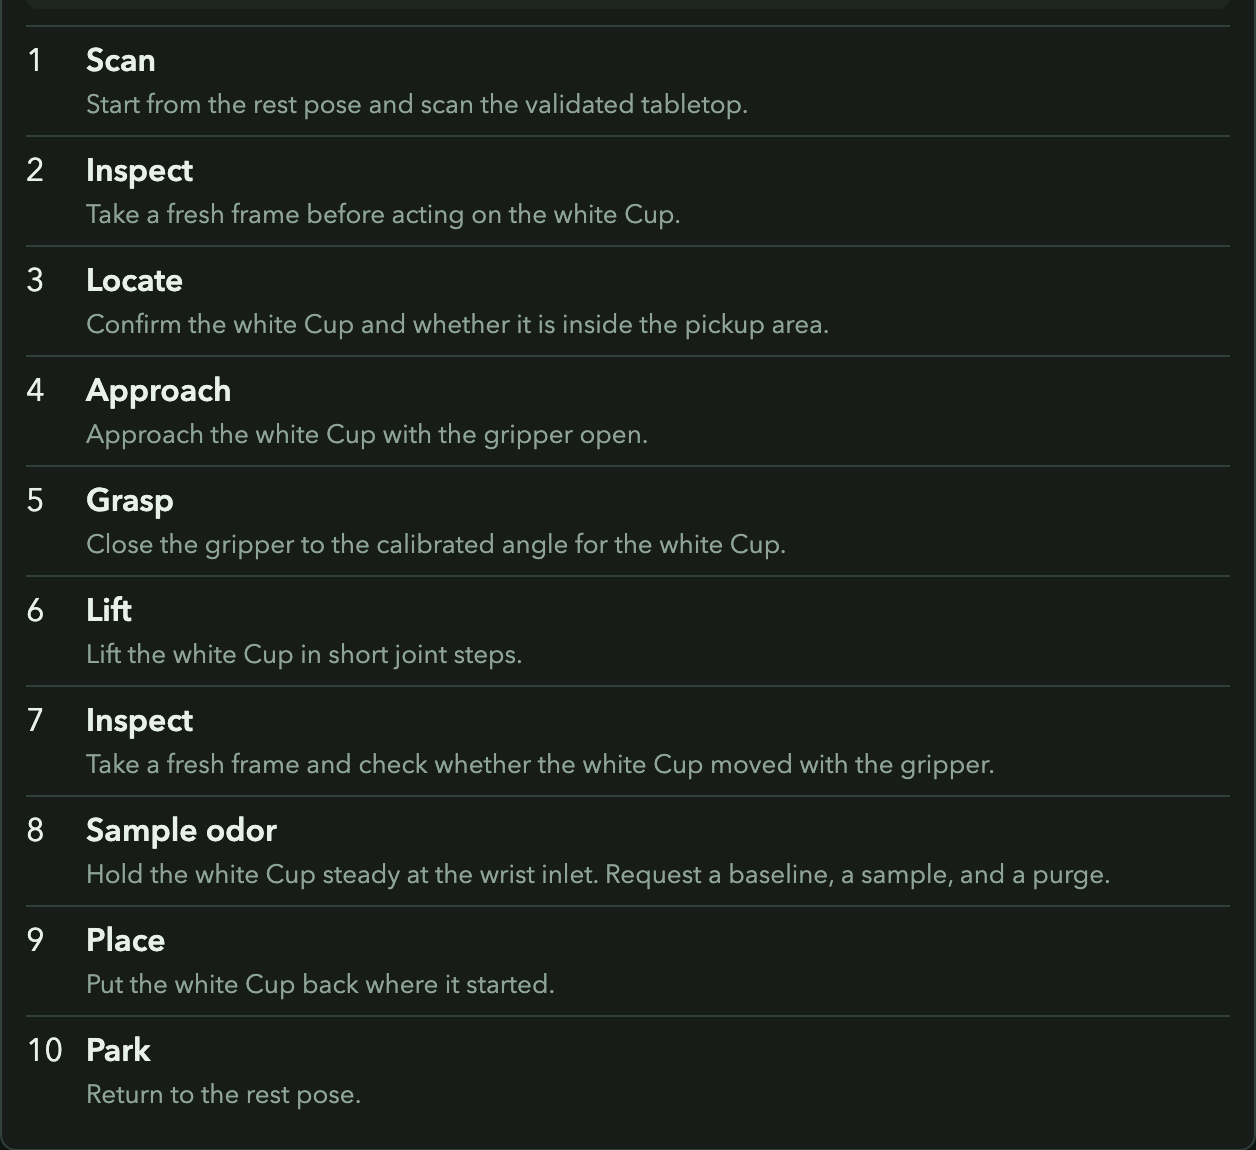 1 Scan
Start from the rest pose and scan the validated tabletop.
2 Inspect
Take a fresh frame before acting on the white Cup.
3 Locate
Confirm the white Cup and whether it is inside the pickup area.
4 Approach
Approach the white Cup with the gripper open.
5 Grasp
Close the gripper to the calibrated angle for the white Cup.
6 Lift
Lift the white Cup in short joint steps.
7 Inspect
Take a fresh frame and check whether the white Cup moved with the gripper.
8 Sample odor
Hold the white Cup steady at the wrist inlet. Request a baseline, a sample, and a purge.
9 Place
Put the white Cup back where it started.
10 Park
Return to the rest pose.